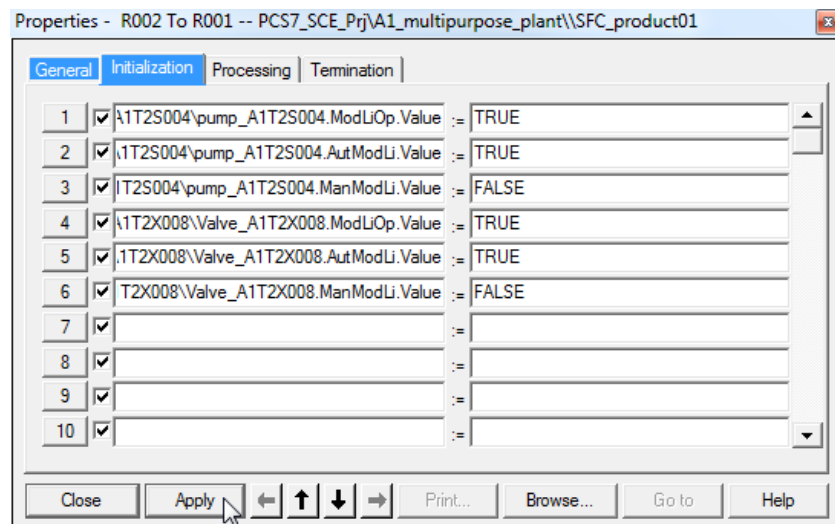 Properties - R002 To R001 -- PCS7_SCE_Prj\A1_multipurpose_plant\\SFC_product01
General Initialization Processing Termination
1 A1T2S004\pump_A1T2S004.ModLiOp.Value := TRUE
2 A1T2S004\pump_A1T2S004.AutModLi.Value := TRUE
3 1T2S004\pump_A1T2S004.ManModLi.Value := FALSE
4 A1T2X008\Valve_A1T2X008.ModLiOp.Value := TRUE
5 1T2X008\Valve_A1T2X008.AutModLi.Value := TRUE
6 T2X008\Valve_A1T2X008.ManModLi.Value := FALSE
7 :=
8 :=
9 :=
10 :=
Close Apply Print... Browse... Go to Help